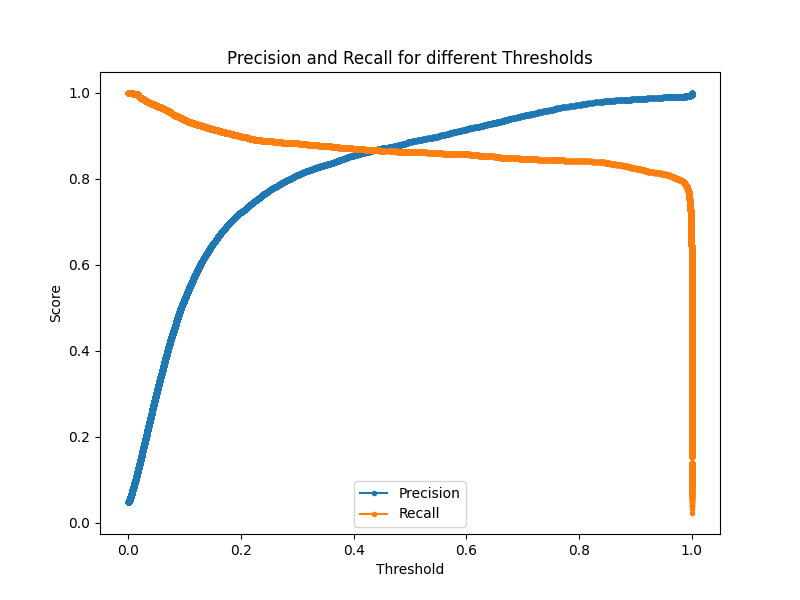 Precision and Recall for different Thresholds
1.0
0.8
0.6
0.4
0.2
0.0
Score
Precision
Recall
0.0 0.2 0.4 0.6 0.8 1.0
Threshold